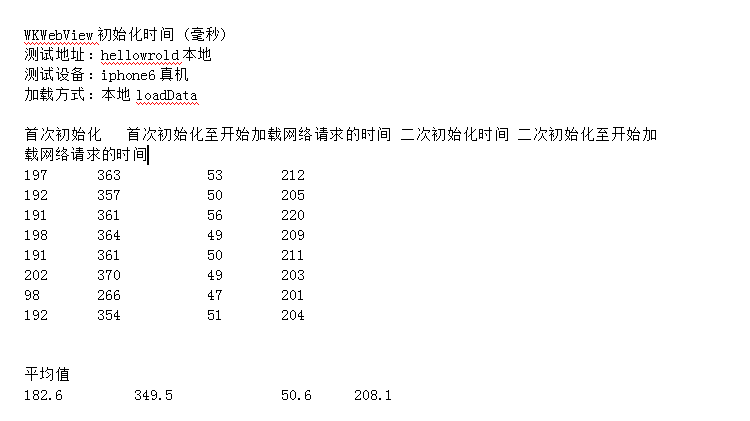 WKWebView 初始化时间（毫秒）
测试地址：hellowrold 本地
测试设备：iphone6 真机
加载方式：本地 loadData
首次初始化 首次初始化至开始加载网络请求的时间 二次初始化时间 二次初始化至开始加
载网络请求的时间
197 363 53 212
192 357 50 205
191 361 56 220
198 364 49 209
191 361 50 211
202 370 49 203
98 266 47 201
192 354 51 204
平均值
182.6 349.5 50.6 208.1